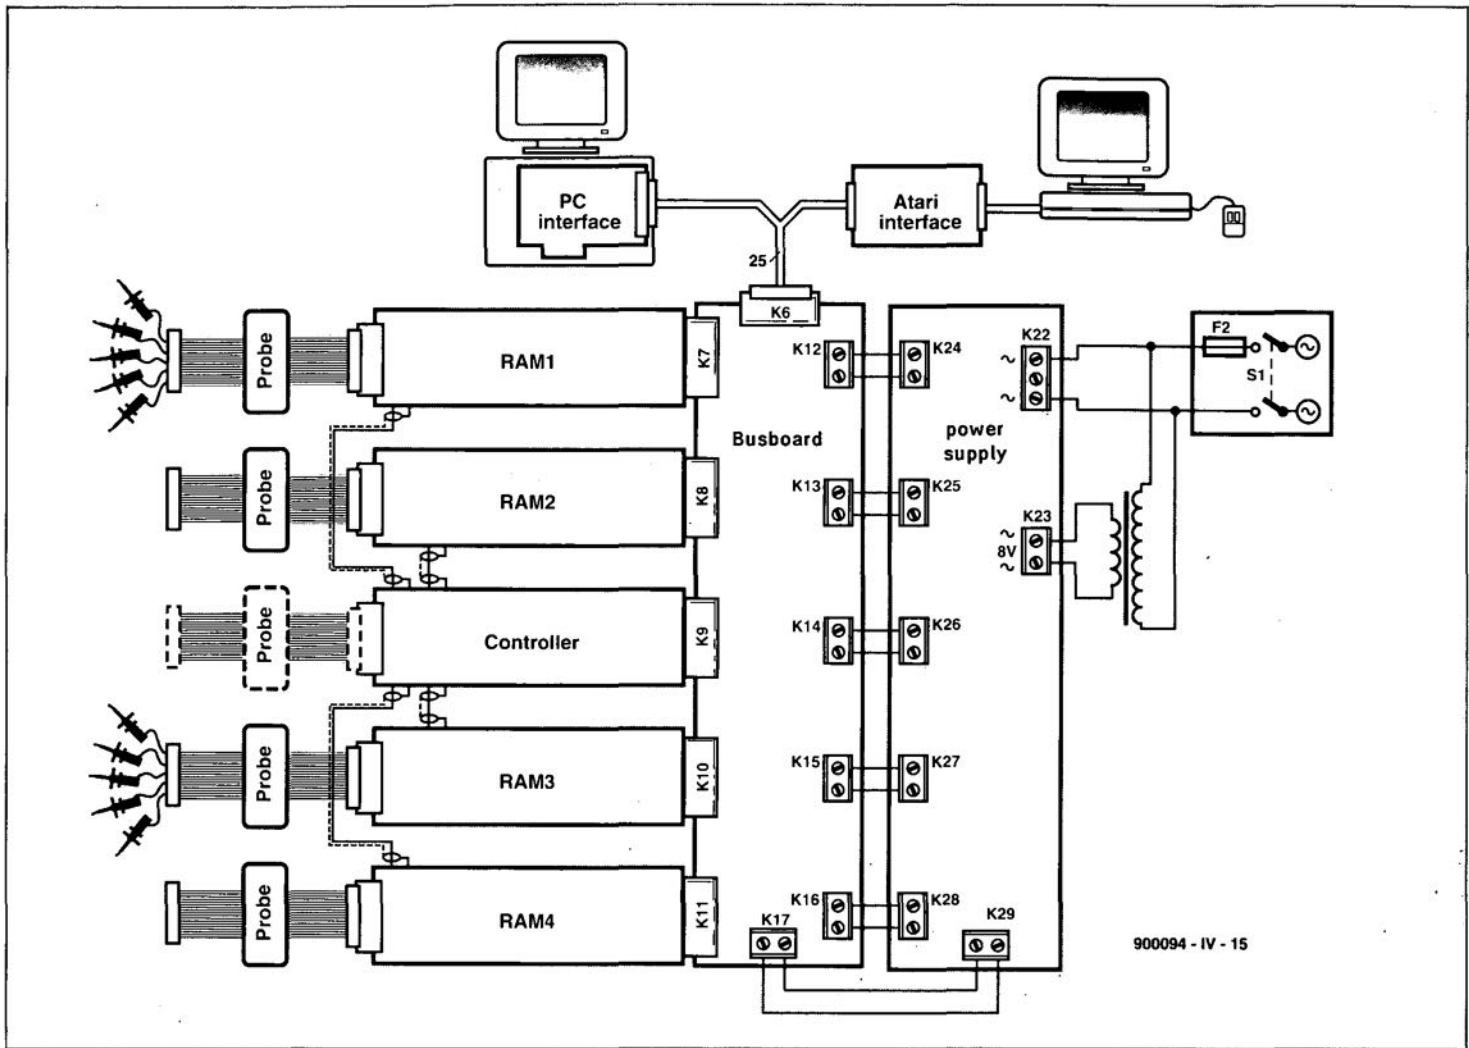 PC
interface
Atari
interface
25
K6
Probe
RAM1
K7
K12
K24
K22
~
~
F2
S1
~
~
Busboard
power
supply
Probe
RAM2
K8
K13
K25
K23
~
8V
~
Probe
Controller
K9
K14
K26
Probe
RAM3
K10
K15
K27
Probe
RAM4
K11
K16
K28
K17
K29
900094 - IV - 15